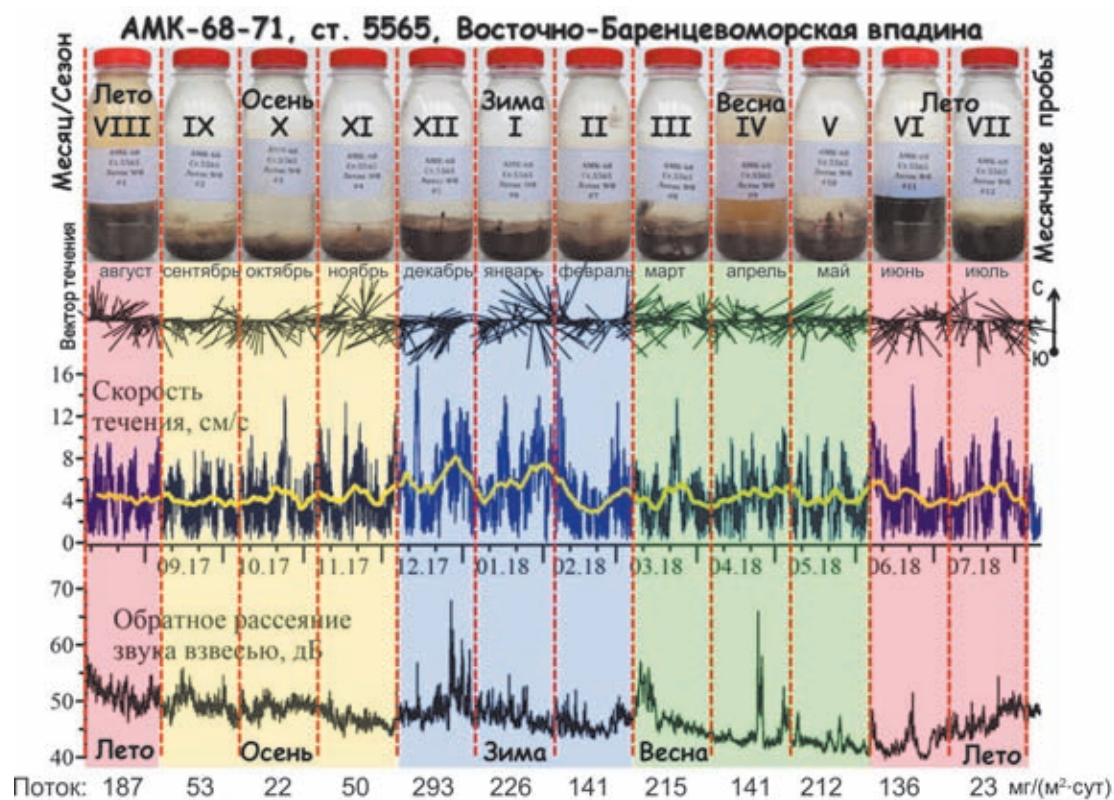 АМК-68-71, ст. 5565, Восточно-Баренцевоморская впадина
Месяц/Сезон
Лето Осень Зима Весна Лето
VIII IX X XI XII I II III IV V VI VII
Месячные пробы
АМК-68
Ст.5565
август сентябрь октябрь ноябрь декабрь январь февраль март апрель май июнь июль
Вектор течения
С
Ю
Скорость
течения, см/с
16
12
8
4
0
09.17 10.17 11.17 12.17 01.18 02.18 03.18 04.18 05.18 06.18 07.18
Обратное рассеяние
звука взвесью, дБ
70
60
50
40
Лето Осень Зима Весна Лето
Поток: 187 53 22 50 293 226 141 215 141 212 136 23 мг/(м²·сут)